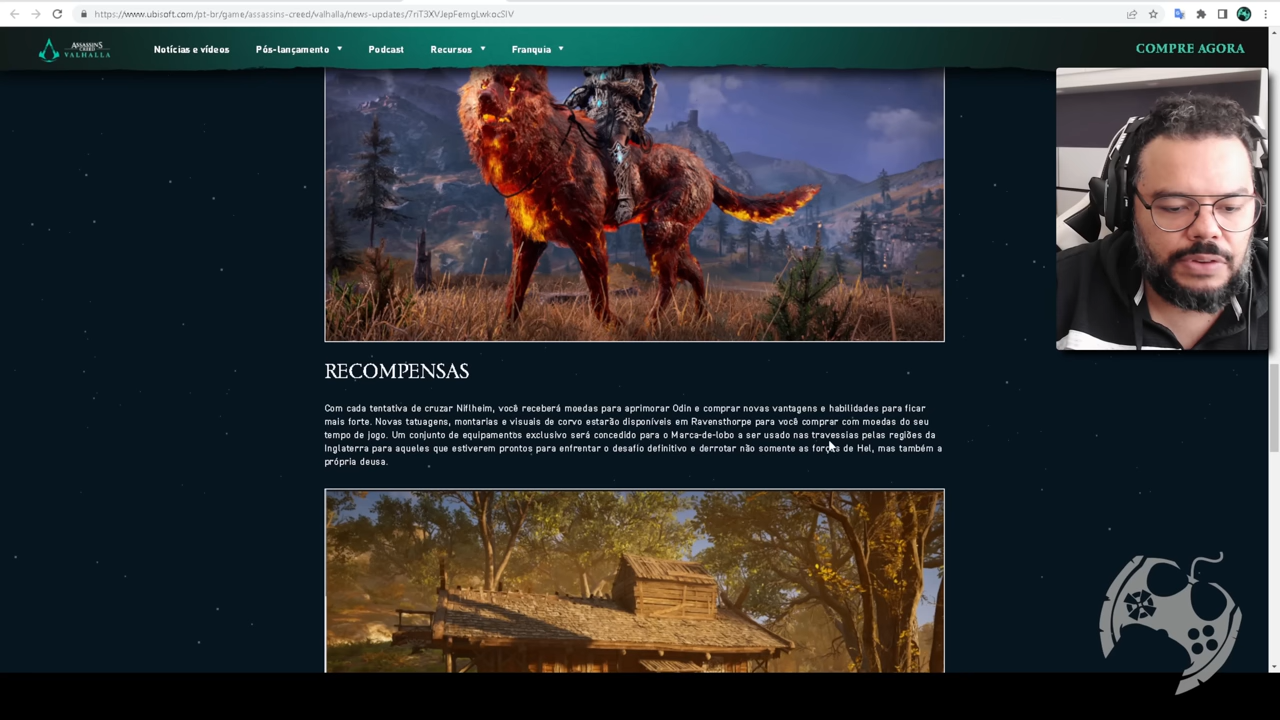 https://www.ubisoft.com/pt-br/game/assassins-creed/valhalla/news-updates/7riT3XVJepFemgLwkocSIV
ASSASSINS CREED
VALHALLA
Notícias e vídeos
Pós-lançamento
Podcast
Recursos
Franquia
COMPRE AGORA
RECOMPENSAS
Com cada tentativa de cruzar Niflheim, você receberá moedas para aprimorar Odin e comprar novas vantagens e habilidades para ficar
mais forte. Novas tatuagens, montarias e visuais de corvo estarão disponíveis em Ravensthorpe para você comprar com moedas do seu
tempo de jogo. Um conjunto de equipamentos exclusivo será concedido para o Marca-de-lobo a ser usado nas travessias pelas regiões da
Inglaterra para aqueles que estiverem prontos para enfrentar o desafio definitivo e derrotar não somente as forças de Hel, mas também a
própria deusa.